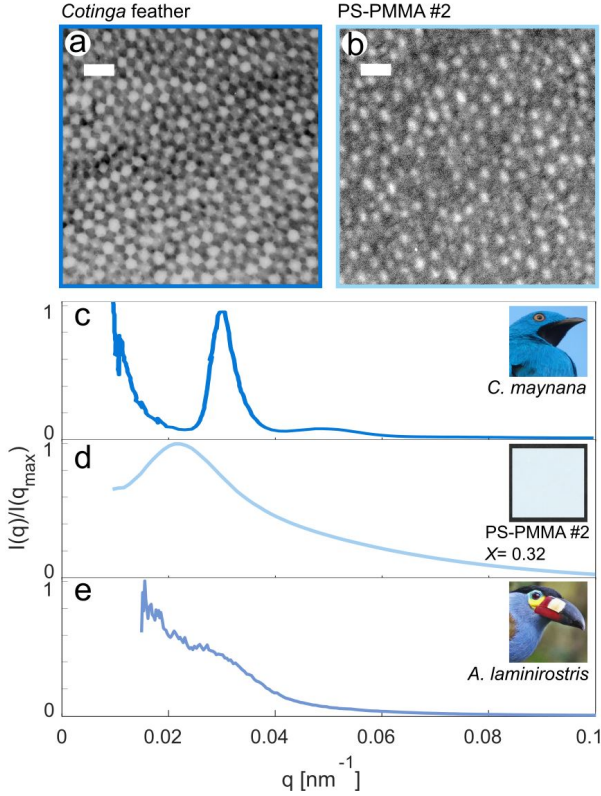 Cotinga feather
PS-PMMA #2
a
b
c
1
0
C. maynana
d
1
0
PS-PMMA #2
X= 0.32
e
1
0
A. laminirostris
I(q)/I(qmax)
0
0.02
0.04
0.06
0.08
0.1
q [nm-1]